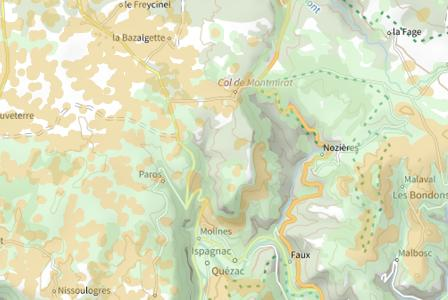 le Freycinel
ont
la Fage
la Bazalgette
Col de Montmirat
uveterre
Nozières
Paros
Malaval
Les Bondons
Molines
Ispagnac
Faux
Malbosc
Quézac
t
Nissoulogres